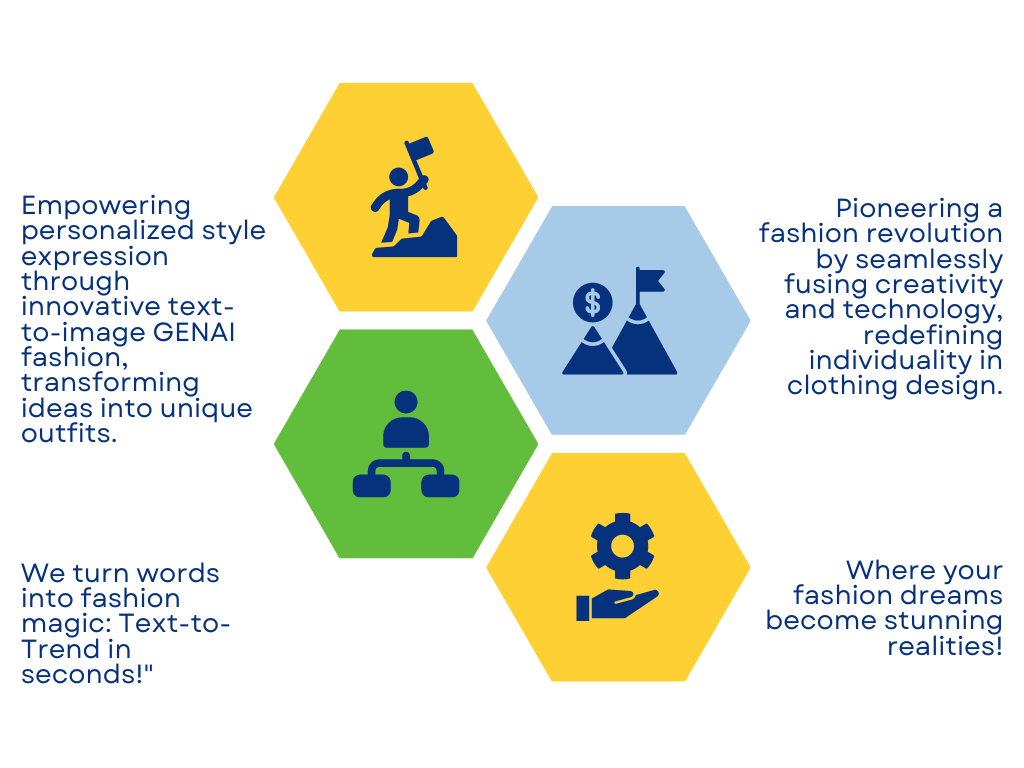 Empowering
personalized style
expression
through
innovative text-
to-image GENAI
fashion,
transforming
ideas into unique
outfits.
$
Pioneering a
fashion revolution
by seamlessly
fusing creativity
and technology,
redefining
individuality in
clothing design.
We turn words
into fashion
magic: Text-to-
Trend in
seconds!"
Where your
fashion dreams
become stunning
realities!